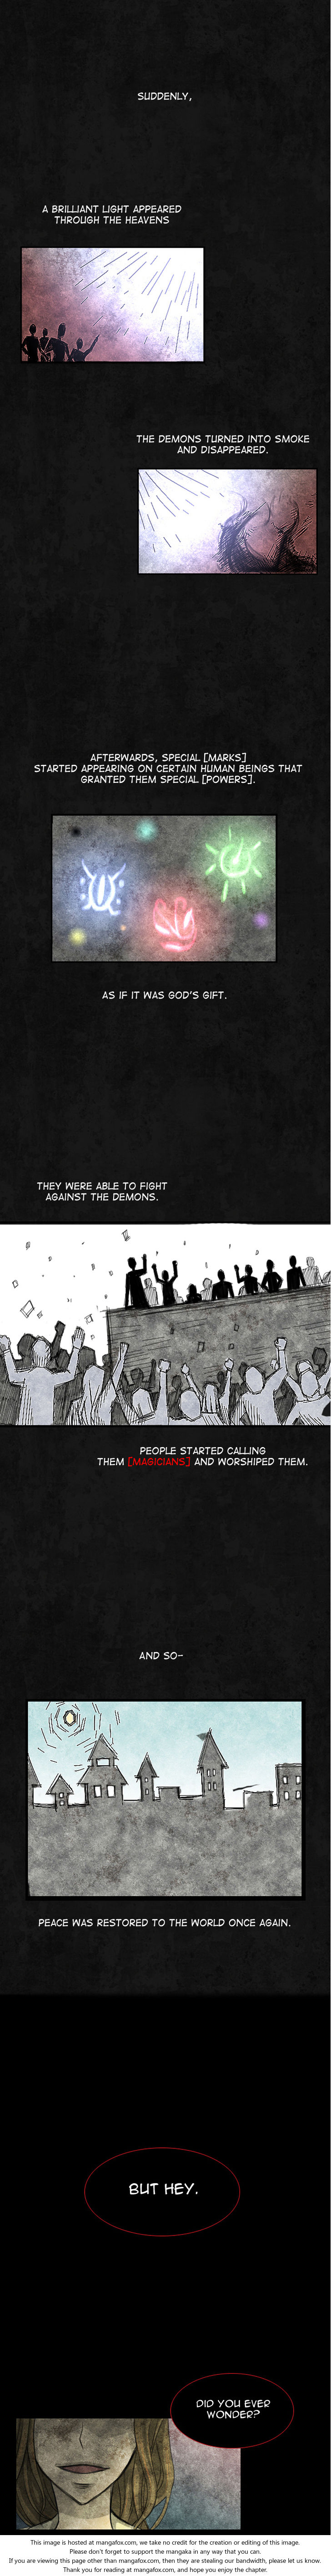 SUDDENLY,
A BRILLIANT LIGHT APPEARED
THROUGH THE HEAVENS
THE DEMONS TURNED INTO SMOKE
AND DISAPPEARED.
AFTERWARDS, SPECIAL [MARKS]
STARTED APPEARING ON CERTAIN HUMAN BEINGS THAT
GRANTED THEM SPECIAL [POWERS].
AS IF IT WAS GOD'S GIFT.
THEY WERE ABLE TO FIGHT
AGAINST THE DEMONS.
PEOPLE STARTED CALLING
THEM [MAGICIANS] AND WORSHIPED THEM.
AND SO-
PEACE WAS RESTORED TO THE WORLD ONCE AGAIN.
BUT HEY.
DID YOU EVER
WONDER?
This image is hosted at mangafox.com, we take no credit for the creation or editing of this image.
Please don't forget to support the mangaka in any way that you can.
If you are viewing this page other than mangafox.com, then they are stealing our bandwidth, please let us know.
Thank you for reading at mangafox.com, and hope you enjoy the chapter.